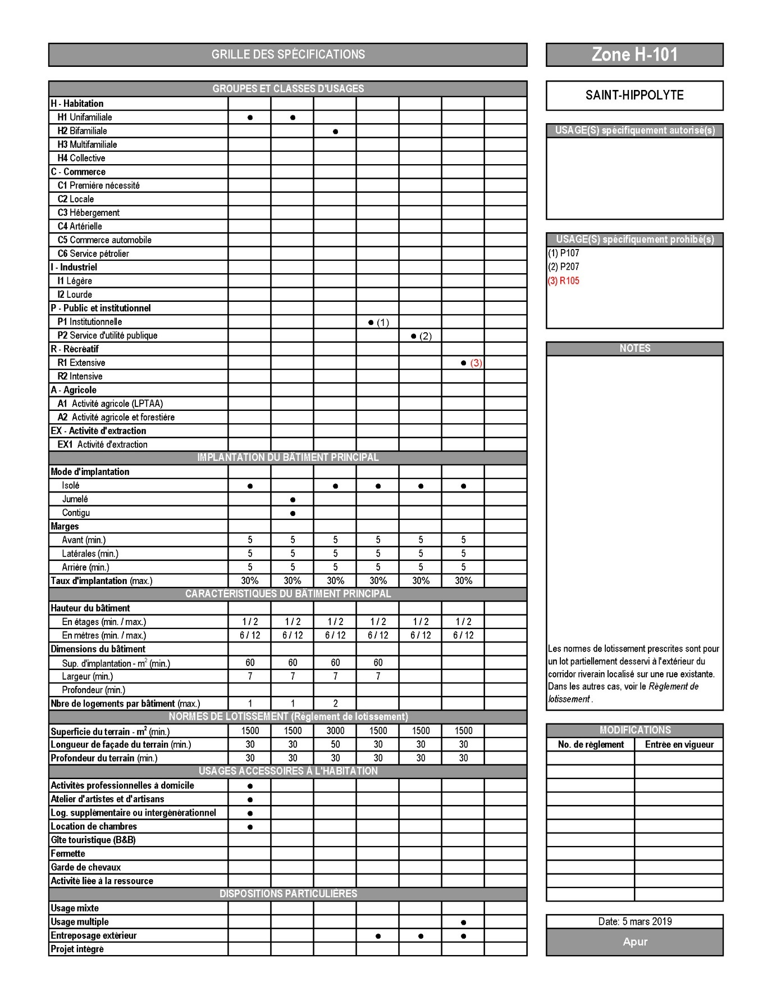 GRILLE DES SPÉCIFICATIONS
Zone H-101
GROUPES ET CLASSES D'USAGES
H - Habitation
H1 Unifamiliale ● ●
H2 Bifamiliale ●
H3 Multifamiliale
H4 Collective
C - Commerce
C1 Première nécessité
C2 Locale
C3 Hébergement
C4 Artérielle
C5 Commerce automobile
C6 Service pétrolier
I - Industriel
I1 Légère
I2 Lourde
P - Public et institutionnel
P1 Institutionnelle ● (1)
P2 Service d'utilité publique ● (2)
R - Récréatif
R1 Extensive ● (3)
R2 Intensive
A - Agricole
A1 Activité agricole (LPTAA)
A2 Activité agricole et forestière
EX - Activité d'extraction
EX1 Activité d'extraction
IMPLANTATION DU BÂTIMENT PRINCIPAL
Mode d'implantation
Isolé ● ● ● ● ●
Jumelé ●
Contigu ●
Marges
Avant (min.) 5 5 5 5 5 5
Latérales (min.) 5 5 5 5 5 5
Arrière (min.) 5 5 5 5 5 5
Taux d'implantation (max.) 30% 30% 30% 30% 30% 30%
CARACTÉRISTIQUES DU BÂTIMENT PRINCIPAL
Hauteur du bâtiment
En étages (min. / max.) 1 / 2 1 / 2 1 / 2 1 / 2 1 / 2 1 / 2
En mètres (min. / max.) 6 / 12 6 / 12 6 / 12 6 / 12 6 / 12 6 / 12
Dimensions du bâtiment
Sup. d'implantation - m² (min.) 60 60 60 60
Largeur (min.) 7 7 7 7
Profondeur (min.)
Nbre de logements par bâtiment (max.) 1 1 2
NORMES DE LOTISSEMENT (Règlement de lotissement)
Superficie du terrain - m² (min.) 1500 1500 3000 1500 1500 1500
Longueur de façade du terrain (min.) 30 30 50 30 30 30
Profondeur du terrain (min.) 30 30 30 30 30 30
USAGES ACCESSOIRES À L'HABITATION
Activités professionnelles à domicile ●
Atelier d'artistes et d'artisans ●
Log. supplémentaire ou intergénérationnel ●
Location de chambres ●
Gîte touristique (B&B)
Fermette
Garde de chevaux
Activité liée à la ressource
DISPOSITIONS PARTICULIÈRES
Usage mixte
Usage multiple ●
Entreposage extérieur ● ● ●
Projet intégré
SAINT-HIPPOLYTE
USAGE(S) spécifiquement autorisé(s)
USAGE(S) spécifiquement prohibé(s)
(1) P107
(2) P207
(3) R105
NOTES
Les normes de lotissement prescrites sont pour
un lot partiellement desservi à l'extérieur du
corridor riverain localisé sur une rue existante.
Dans les autres cas, voir le Règlement de
lotissement .
MODIFICATIONS
No. de règlement Entrée en vigueur
Date: 5 mars 2019
Apur